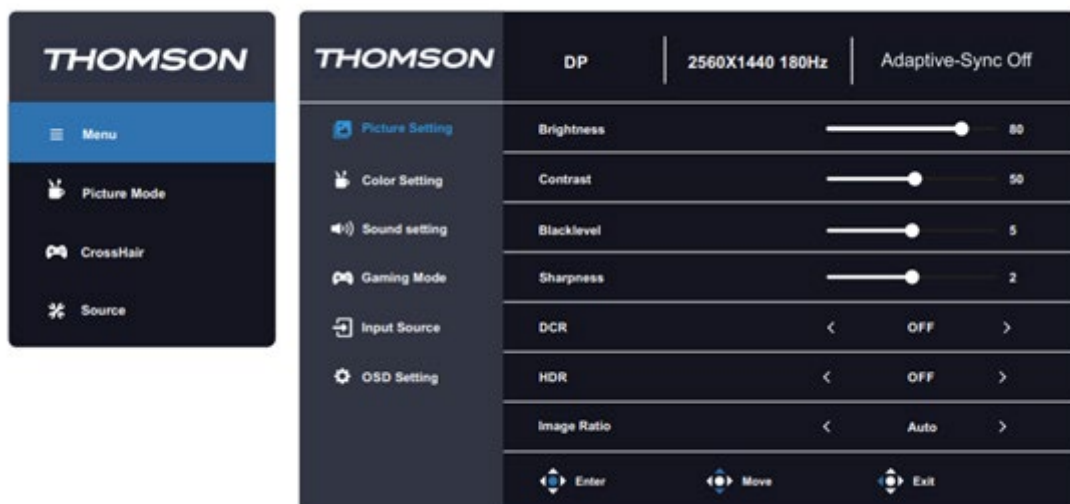 THOMSON
Menu
Picture Mode
CrossHair
Source
THOMSON DP 2560X1440 180Hz Adaptive-Sync Off
Picture Setting
Color Setting
Sound setting
Gaming Mode
Input Source
OSD Setting
Brightness 80
Contrast 50
Blacklevel 5
Sharpness 2
DCR < OFF >
HDR < OFF >
Image Ratio < Auto >
Enter Move Exit